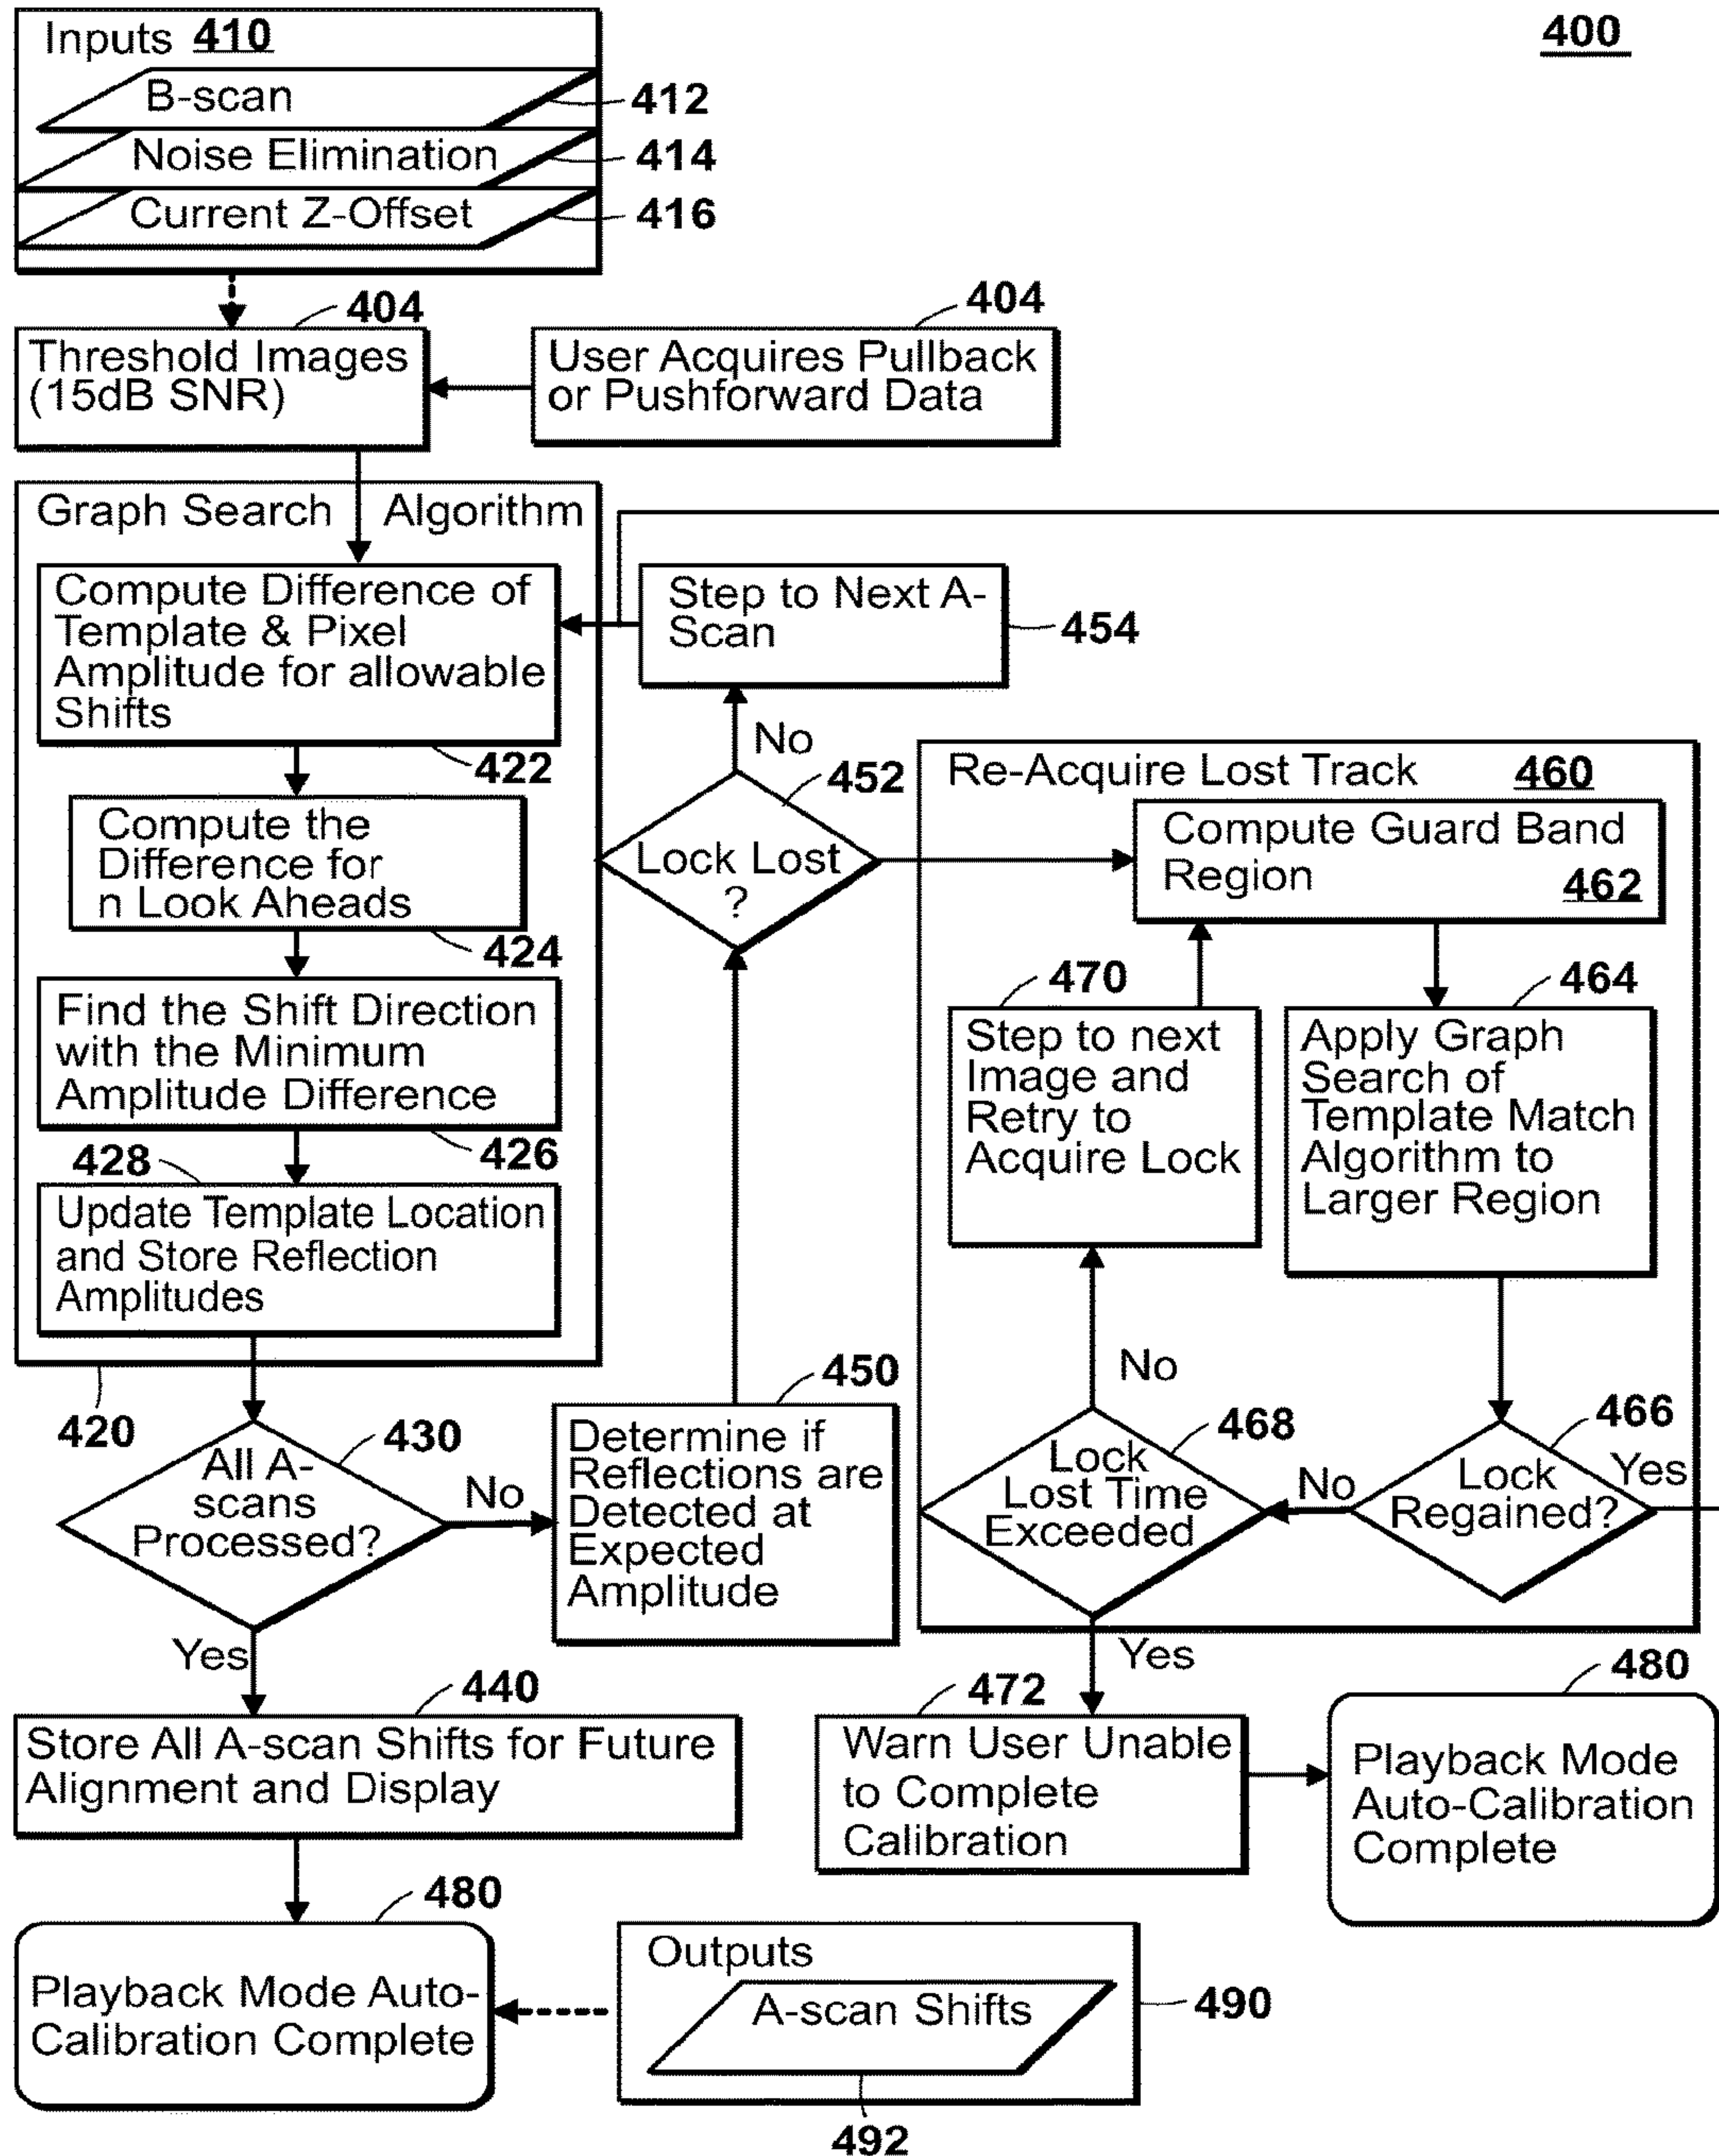 400
Inputs 410
B-scan
412
Noise Elimination
414
Current Z-Offset
416
404
Threshold Images
(15dB SNR)
404
User Acquires Pullback
or Pushforward Data
Graph Search Algorithm
Compute Difference of
Template & Pixel
Amplitude for allowable
Shifts
422
Compute the
Difference for
n Look Aheads
424
Find the Shift Direction
with the Minimum
Amplitude Difference
426
428
Update Template Location
and Store Reflection
Amplitudes
420
Step to Next A-
Scan
454
No
452
Lock Lost
?
Re-Acquire Lost Track 460
Compute Guard Band
Region 462
470
Step to next
Image and
Retry to
Acquire Lock
464
Apply Graph
Search of
Template Match
Algorithm to
Larger Region
No
468
Lock
Lost Time
Exceeded
No
466
Lock
Regained?
Yes
430
All A-
scans
Processed?
No
450
Determine if
Reflections are
Detected at
Expected
Amplitude
Yes
440
Store All A-scan Shifts for Future
Alignment and Display
Yes
472
Warn User Unable
to Complete
Calibration
480
Playback Mode
Auto-Calibration
Complete
480
Playback Mode Auto-
Calibration Complete
Outputs
A-scan Shifts
490
492